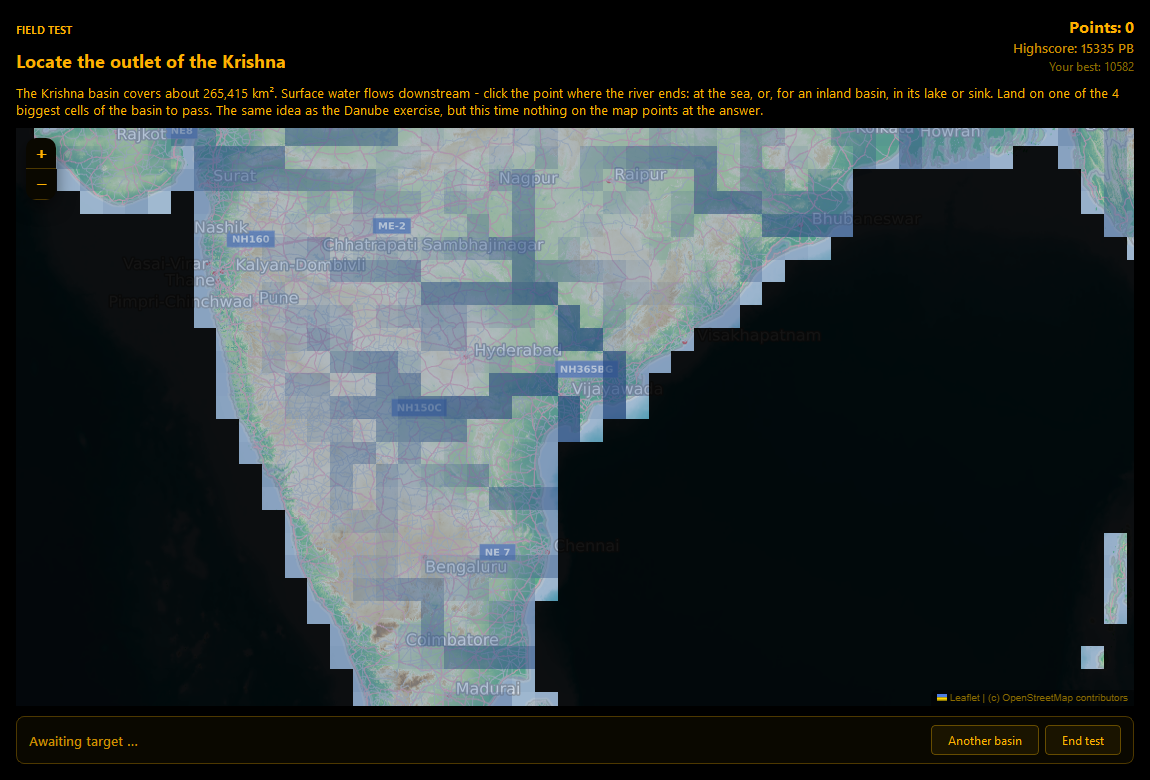 FIELD TEST
Points: 0
Locate the outlet of the Krishna
Highscore: 15335 PB
Your best: 10582
The Krishna basin covers about 265,415 km². Surface water flows downstream - click the point where the river ends: at the sea, or, for an inland basin, in its lake or sink. Land on one of the 4
biggest cells of the basin to pass. The same idea as the Danube exercise, but this time nothing on the map points at the answer.
Rajkot
NE8
Kolkata
Howrah
+
−
Surat
Nagpur
Raipur
Bhubaneswar
Nashik
ME-2
NH160
Chhatrapati Sambhajinagar
Vasai-Virar
Kalyan-Dombivli
Thane
Pimpri-Chinchwad
Pune
Visakhapatnam
Hyderabad
NH365BG
Vijayawada
NH150C
Chennai
NE 7
Bengaluru
Coimbatore
Madurai
Leaflet | (c) OpenStreetMap contributors
Awaiting target ...
Another basin
End test